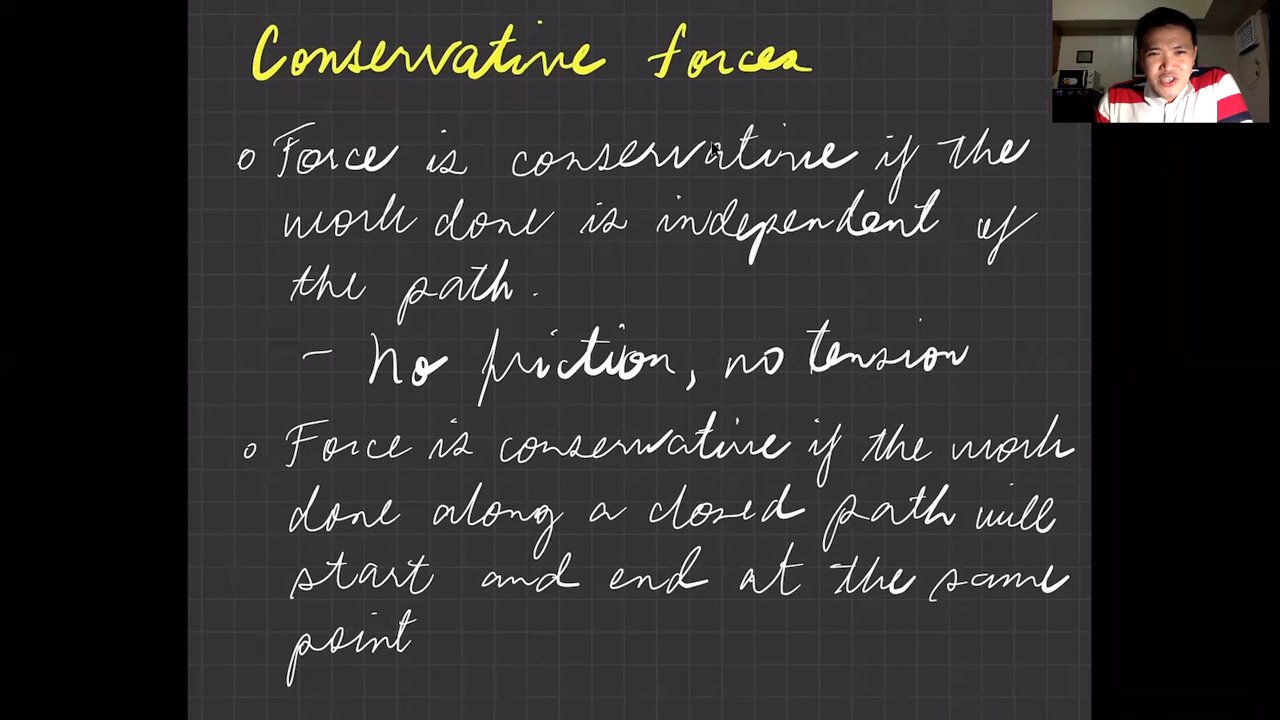 Conservative forces
o Force is conservative if the
work done is independent of
the path.
- No friction, no tension
o Force is conservative if the work
done along a closed path will
start and end at the same
point